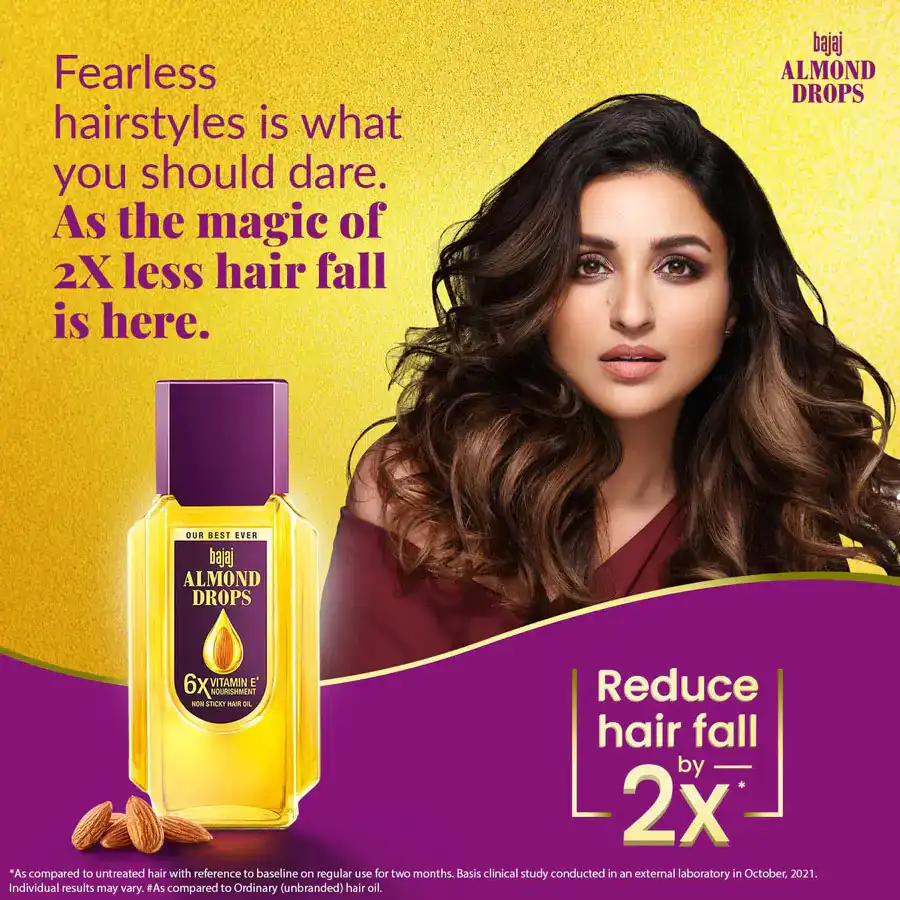 Fearless
hairstyles is what
you should dare.
As the magic of
2X less hair fall
is here.
bajaj
ALMOND
DROPS
OUR BEST EVER
bajaj
ALMOND
DROPS
6X VITAMIN E#
NOURISHMENT
NON STICKY HAIR OIL
Reduce
hair fall
by
2x*
*As compared to untreated hair with reference to baseline on regular use for two months. Basis clinical study conducted in an external laboratory in October, 2021.
Individual results may vary. #As compared to Ordinary (unbranded) hair oil.